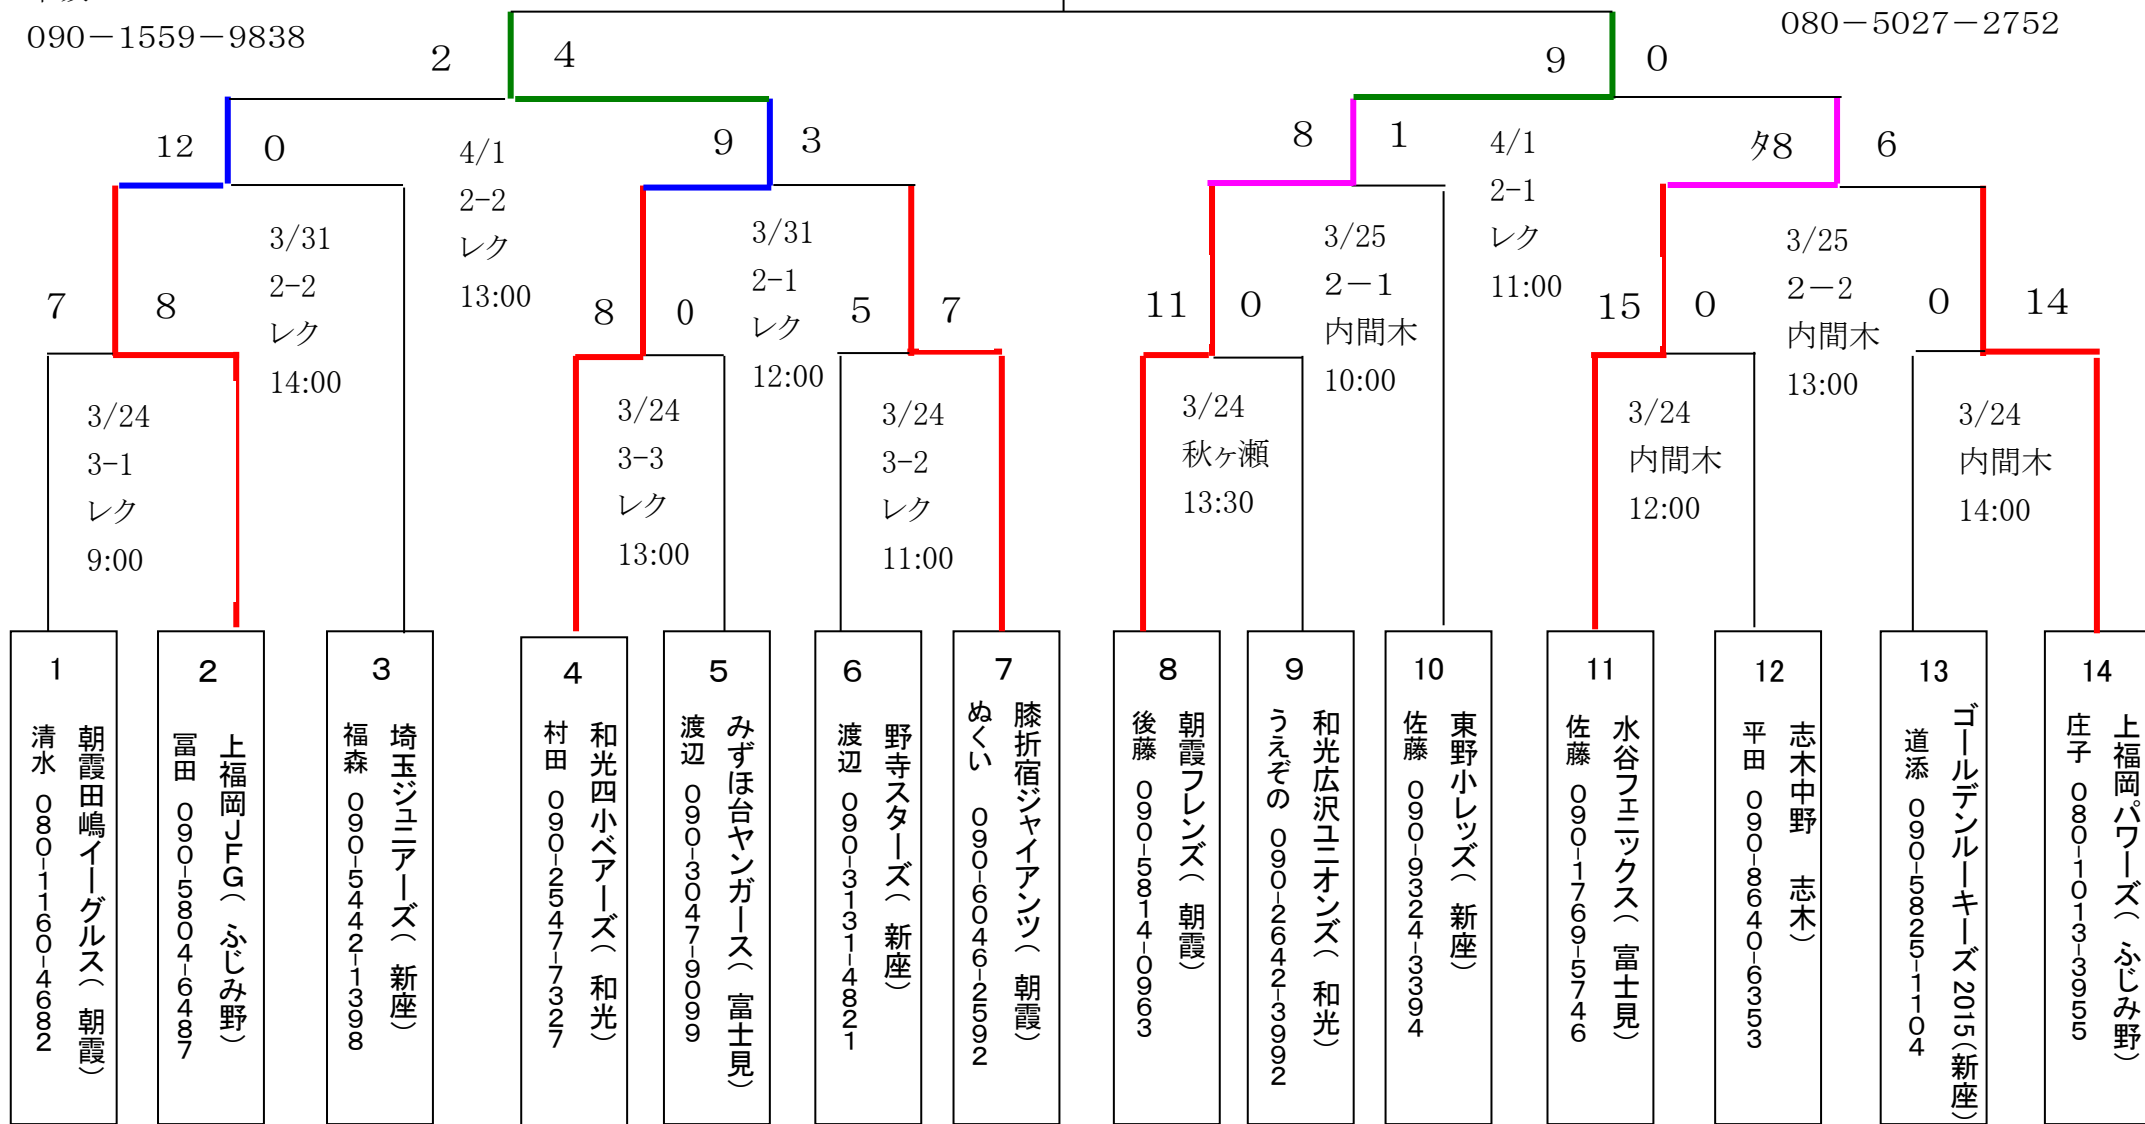 090－1559－9838
080－5027－2752
2
4
9
0
12
0
9
3
8
1
タ8
6
4/1
2-2
レク
13:00
4/1
2-1
レク
11:00
3/31
2-2
レク
14:00
3/31
2-1
レク
12:00
3/25
２－１
内間木
10:00
3/25
２－２
内間木
13:00
7
8
8
0
5
7
11
0
15
0
0
14
3/24
3-1
レク
9:00
3/24
3-3
レク
13:00
3/24
3-2
レク
11:00
3/24
秋ヶ瀬
13:30
3/24
内間木
12:00
3/24
内間木
14:00
1
朝霞田嶋イーグルス（朝霞）
清水 080-1160-4682
2
上福岡ＪＦＧ（ふじみ野）
冨田 090-5804-6487
3
埼玉ジュニアーズ（新座）
福森 090-5442-1398
4
和光四小ベアーズ（和光）
村田 090-2547-7327
5
みずほ台ヤンガース（富士見）
渡辺 090-3047-9099
6
野寺スターズ（新座）
渡辺 090-3131-4821
7
膝折宿ジャイアンツ（朝霞）
ぬくい 090-6046-2592
8
朝霞フレンズ（朝霞）
後藤 090-5814-0963
9
和光広沢ユニオンズ（和光）
うえぞの 090-2642-3992
10
東野小レッズ（新座）
佐藤 090-9324-3394
11
水谷フェニックス（富士見）
佐藤 090-1769-5746
12
志木中野 志木）
平田 090-8640-6353
13
ゴールデンルーキーズ2015（新座）
道添 090-5825-1104
14
上福岡パワーズ（ふじみ野）
庄子 080-1013-3955